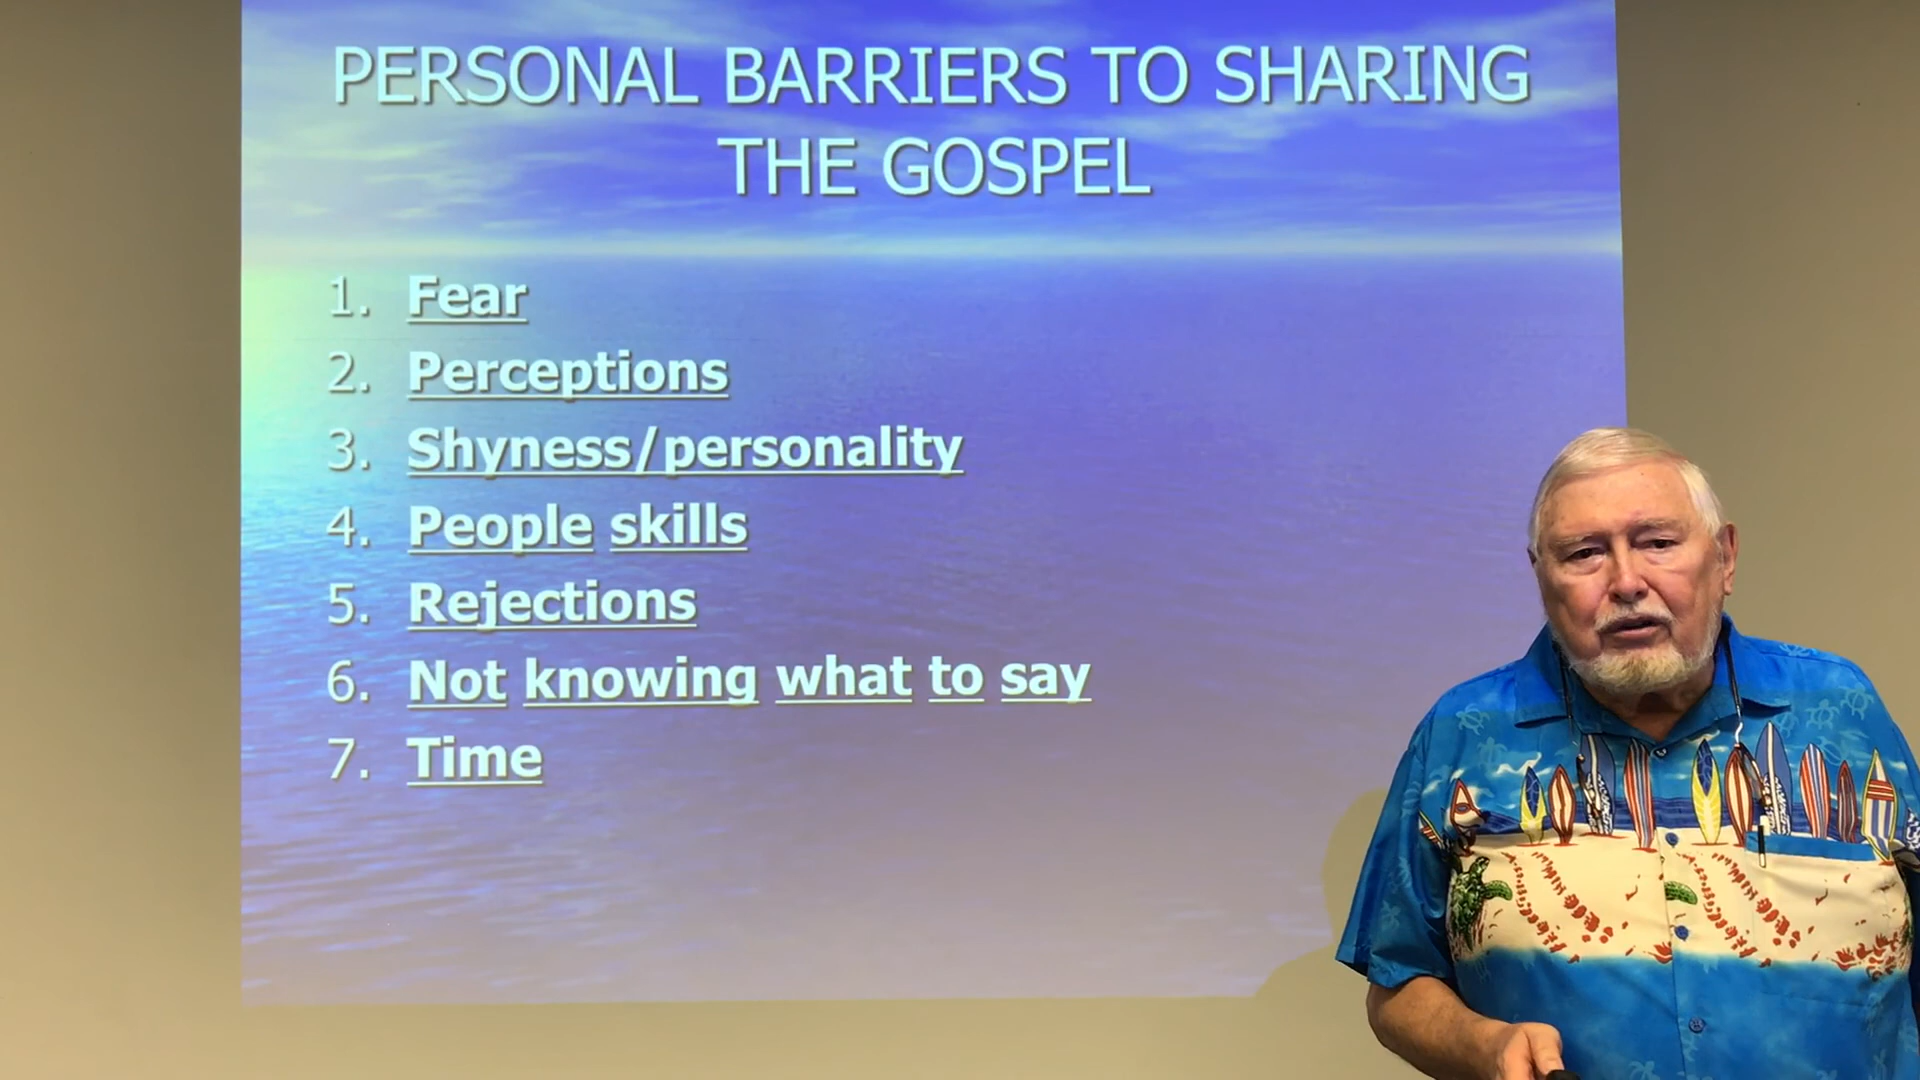 PERSONAL BARRIERS TO SHARING
THE GOSPEL
1. Fear
2. Perceptions
3. Shyness/personality
4. People skills
5. Rejections
6. Not knowing what to say
7. Time